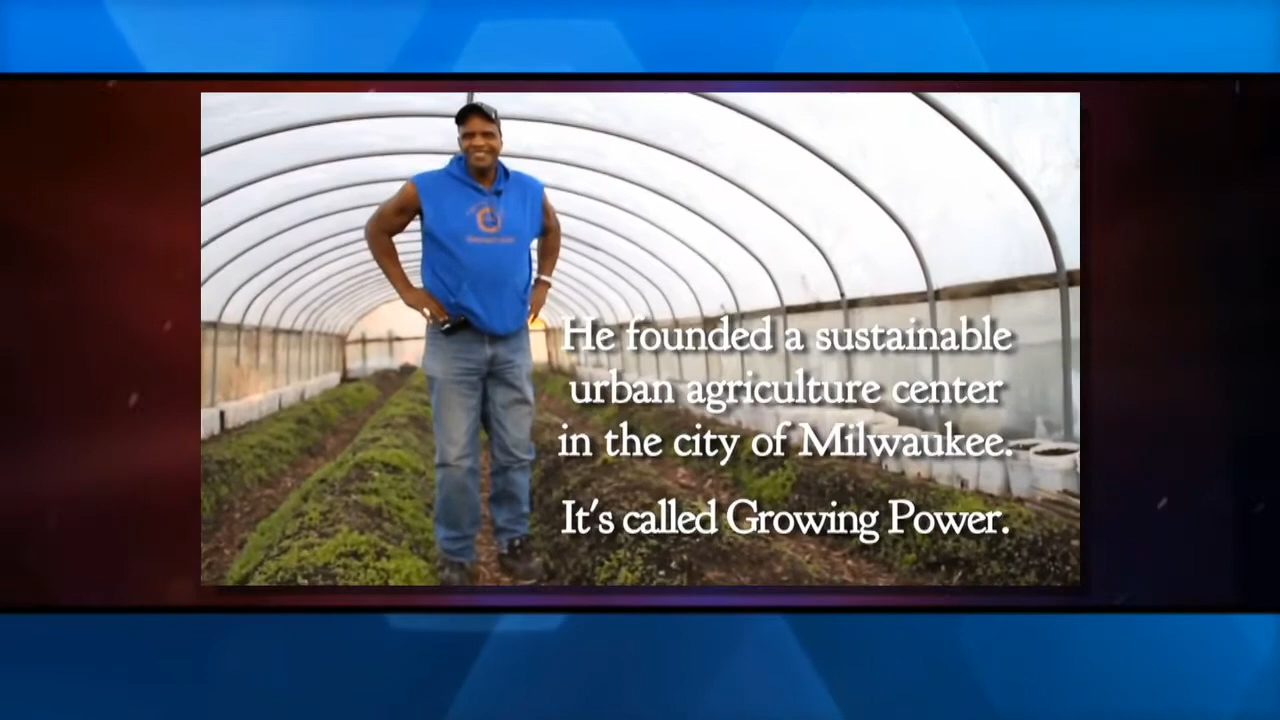 He founded a sustainable
urban agriculture center
in the city of Milwaukee.
It's called Growing Power.